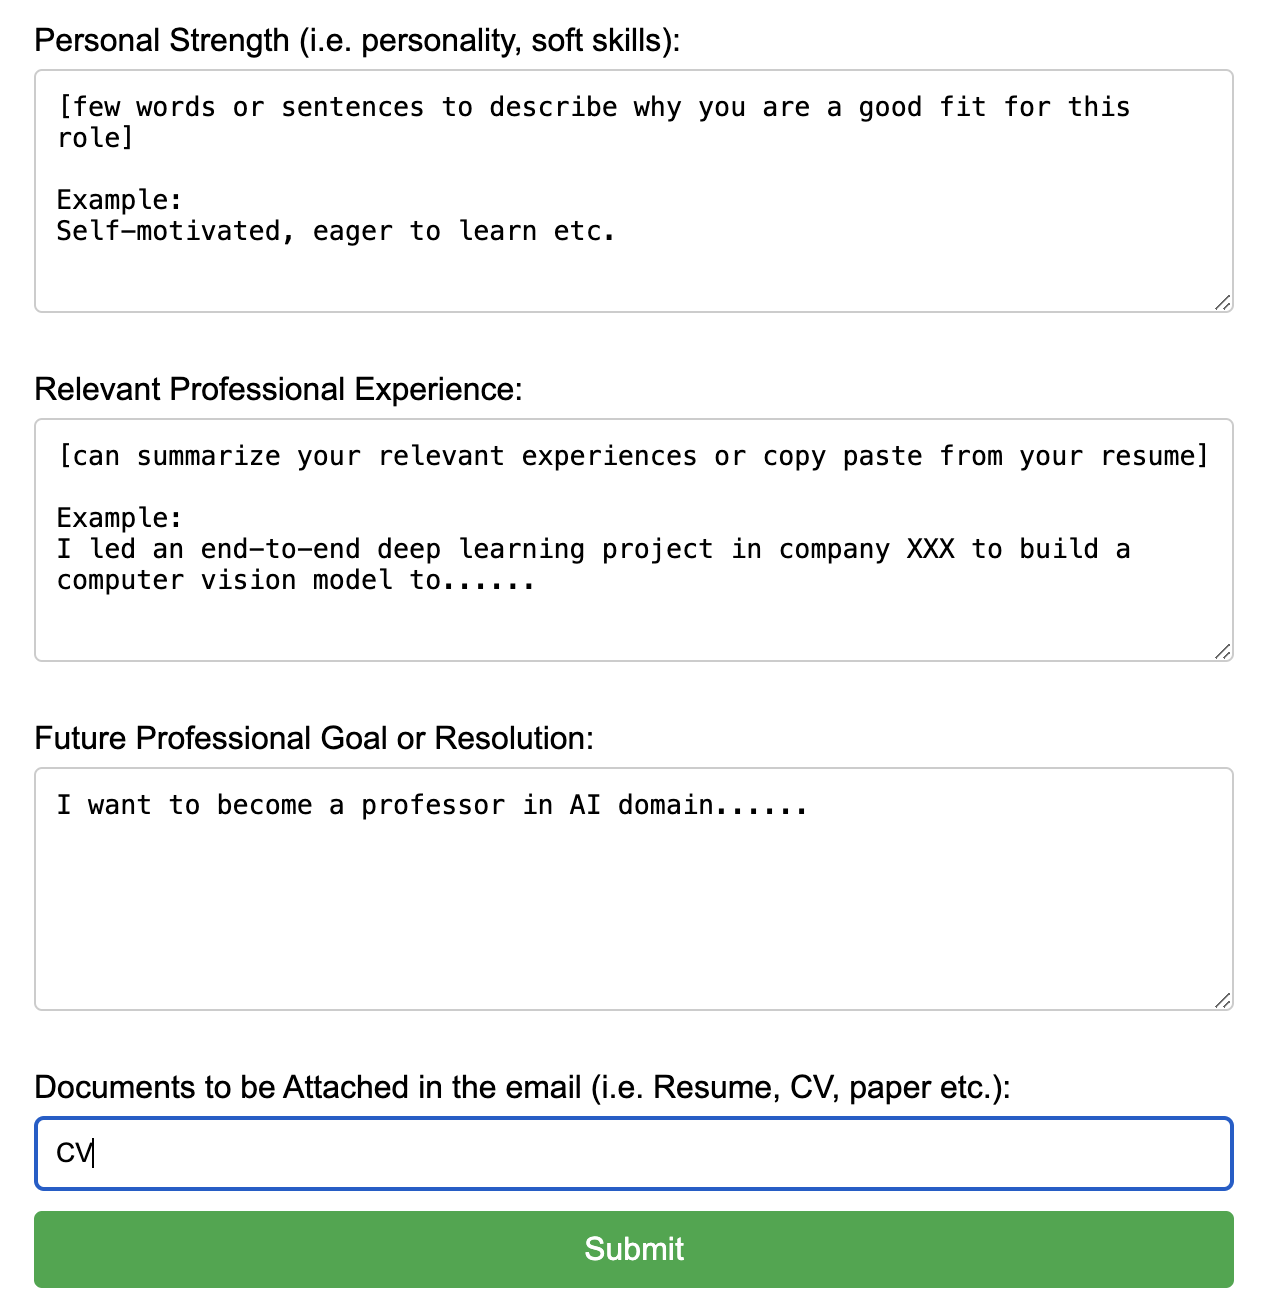 Personal Strength (i.e. personality, soft skills):
[few words or sentences to describe why you are a good fit for this
role]
Example:
Self-motivated, eager to learn etc.
Relevant Professional Experience:
[can summarize your relevant experiences or copy paste from your resume]
Example:
I led an end-to-end deep learning project in company XXX to build a
computer vision model to......
Future Professional Goal or Resolution:
I want to become a professor in AI domain......
Documents to be Attached in the email (i.e. Resume, CV, paper etc.):
CV
Submit